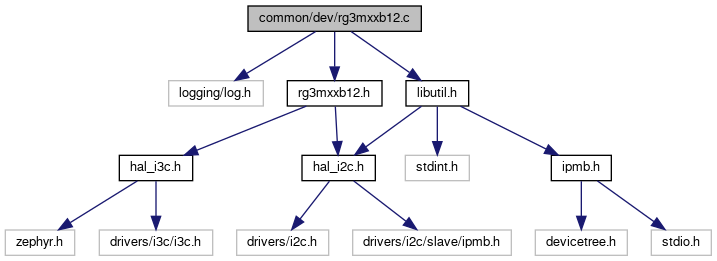 common/dev/rg3mxxb12.c
logging/log.h
rg3mxxb12.h
libutil.h
hal_i3c.h
hal_i2c.h
stdint.h
ipmb.h
zephyr.h
drivers/i3c/i3c.h
drivers/i2c.h
drivers/i2c/slave/ipmb.h
devicetree.h
stdio.h